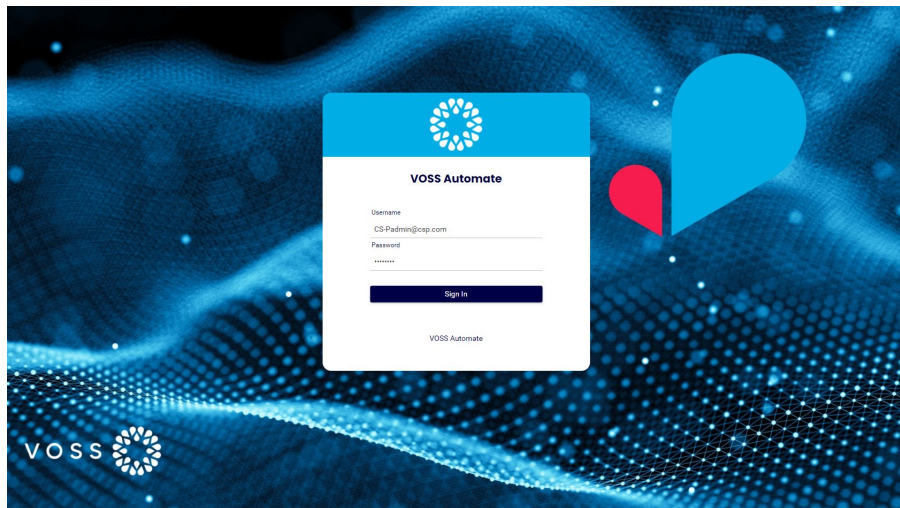 VOSS Automate
Username
CS-Padmin@csp.com
Password
••••••••
Sign In
VOSS Automate
VOSS